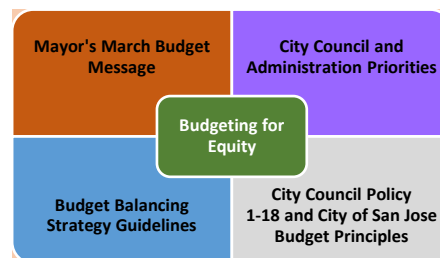 Mayor's March Budget
Message
City Council and
Administration Priorities
Budgeting for
Equity
Budget Balancing
Strategy Guidelines
City Council Policy
1-18 and City of San Jose
Budget Principles